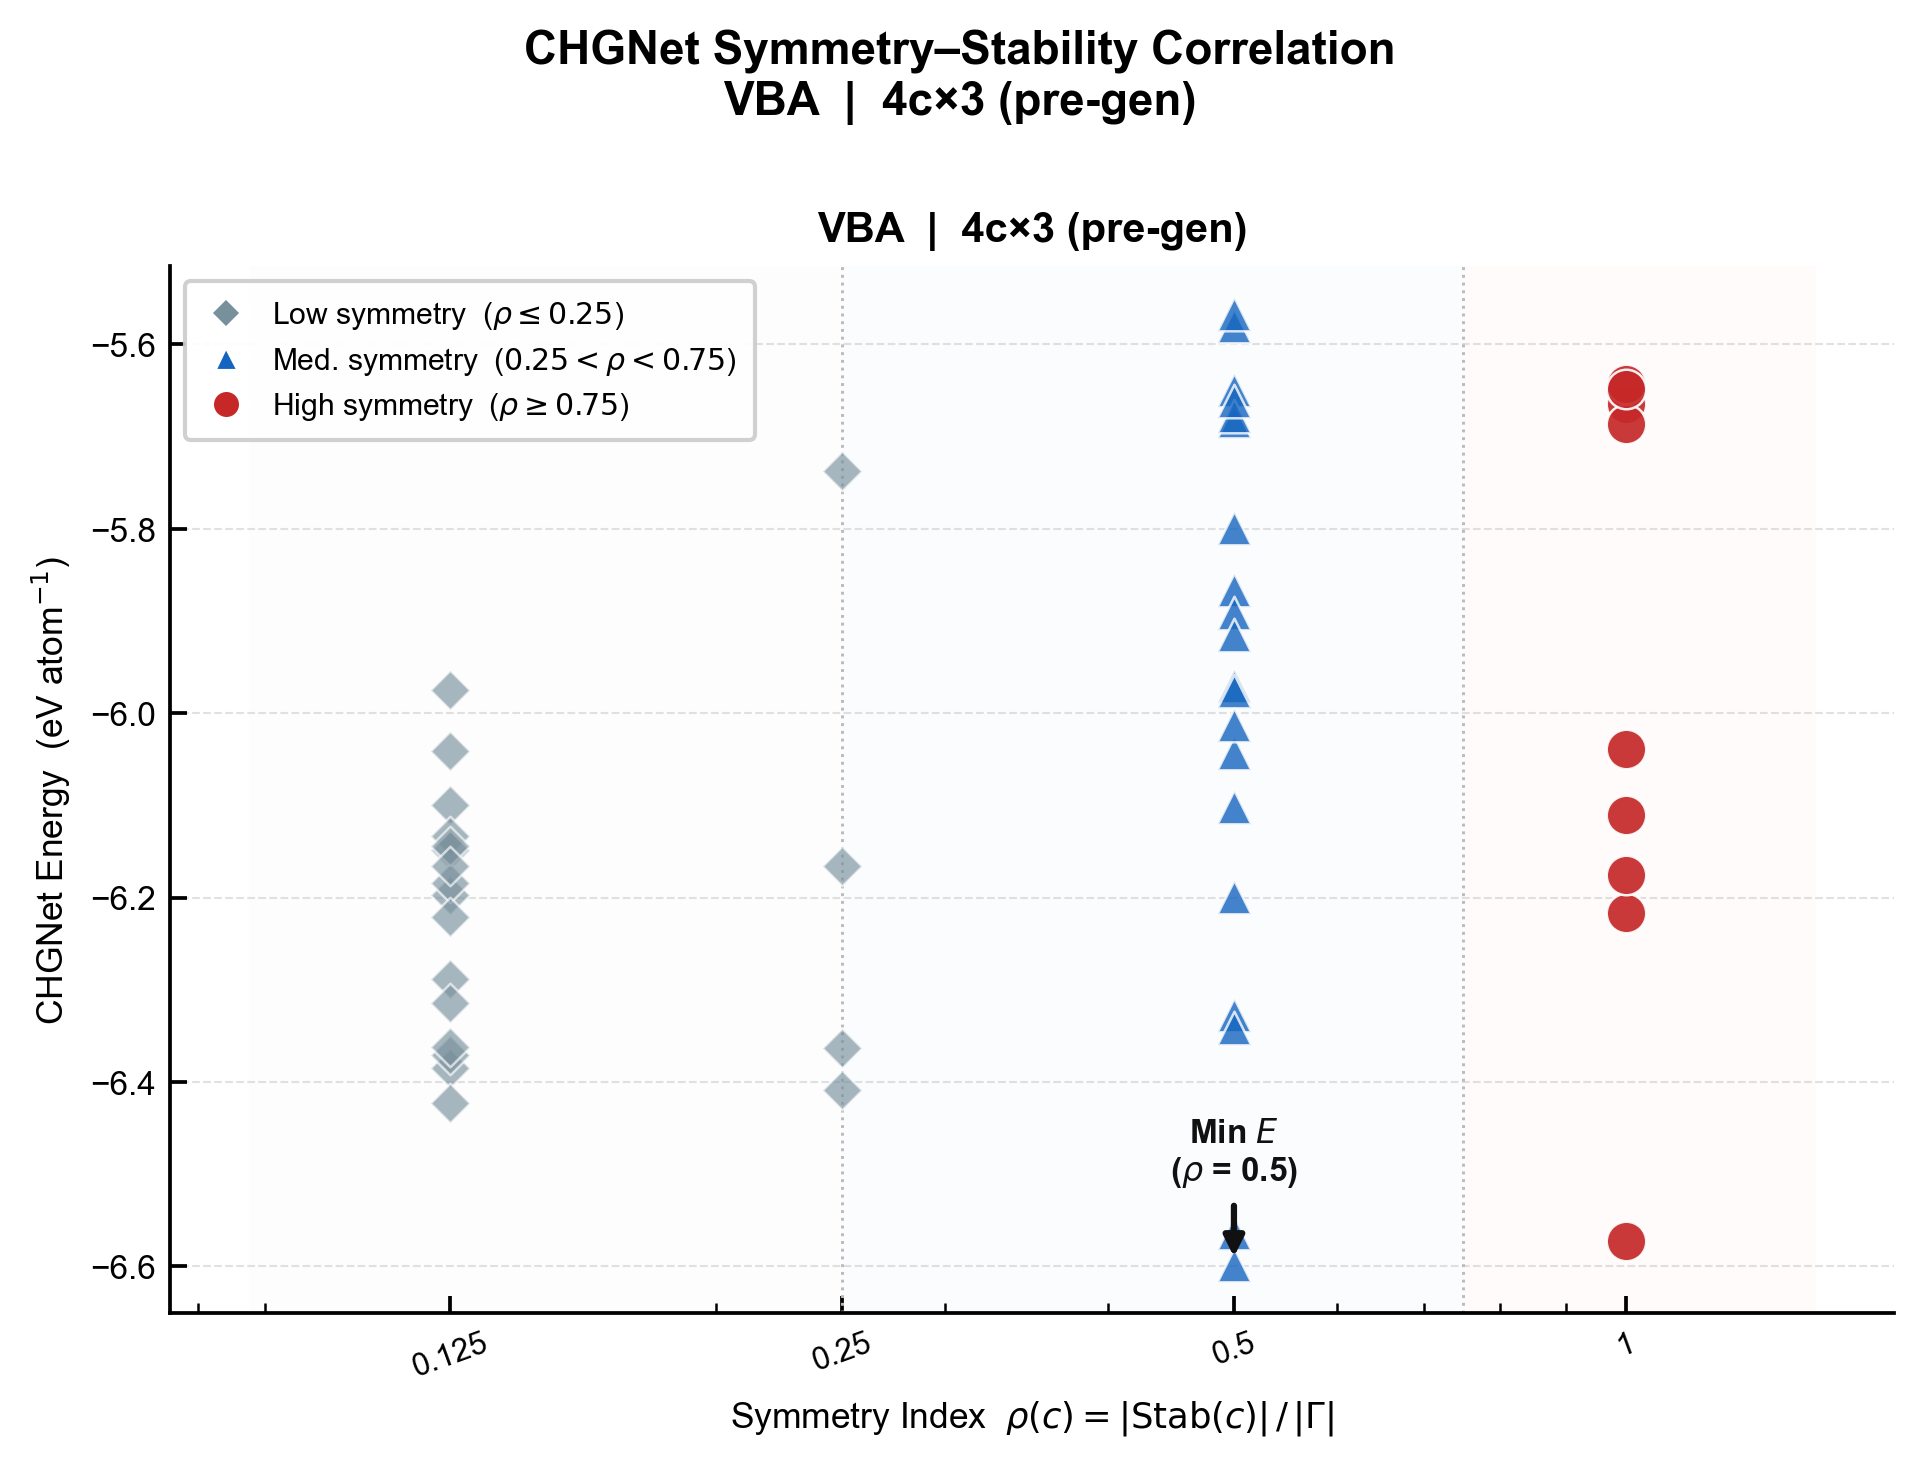 CHGNet Symmetry–Stability Correlation
VBA | 4c×3 (pre-gen)
VBA | 4c×3 (pre-gen)
Low symmetry (ρ ≤ 0.25)
Med. symmetry (0.25 < ρ < 0.75)
High symmetry (ρ ≥ 0.75)
CHGNet Energy (eV atom⁻¹)
−5.6
−5.8
−6.0
−6.2
−6.4
−6.6
Min E
(ρ = 0.5)
0.125
0.25
0.5
1
Symmetry Index ρ(c) = |Stab(c)| / |Γ|